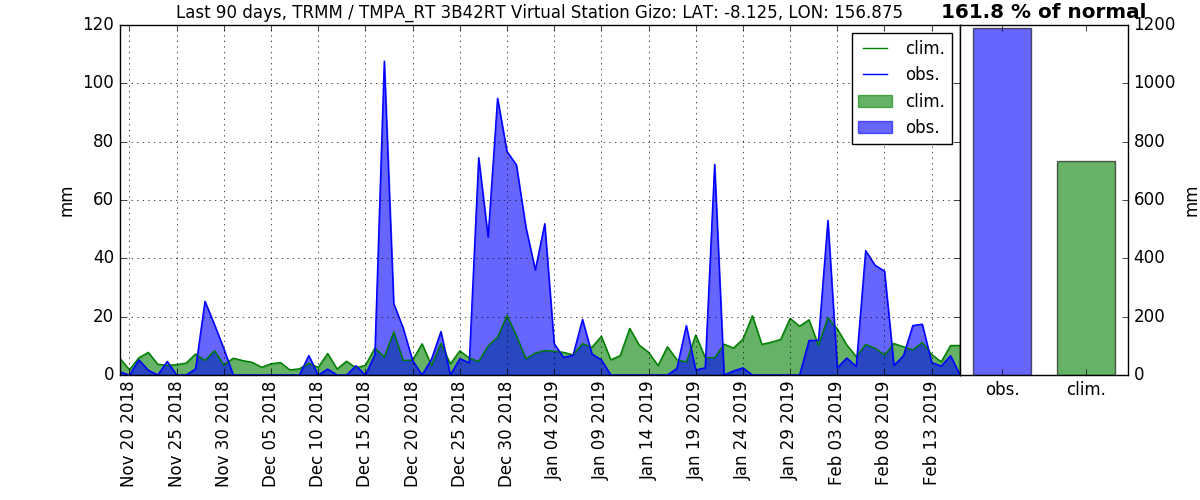 Last 90 days, TRMM / TMPA_RT 3B42RT Virtual Station Gizo: LAT: -8.125, LON: 156.875
161.8 % of normal
120
100
80
60
40
20
0
mm
clim.
obs.
clim.
obs.
1200
1000
800
600
400
200
0
mm
obs.
clim.
Nov 20 2018
Nov 25 2018
Nov 30 2018
Dec 05 2018
Dec 10 2018
Dec 15 2018
Dec 20 2018
Dec 25 2018
Dec 30 2018
Jan 04 2019
Jan 09 2019
Jan 14 2019
Jan 19 2019
Jan 24 2019
Jan 29 2019
Feb 03 2019
Feb 08 2019
Feb 13 2019